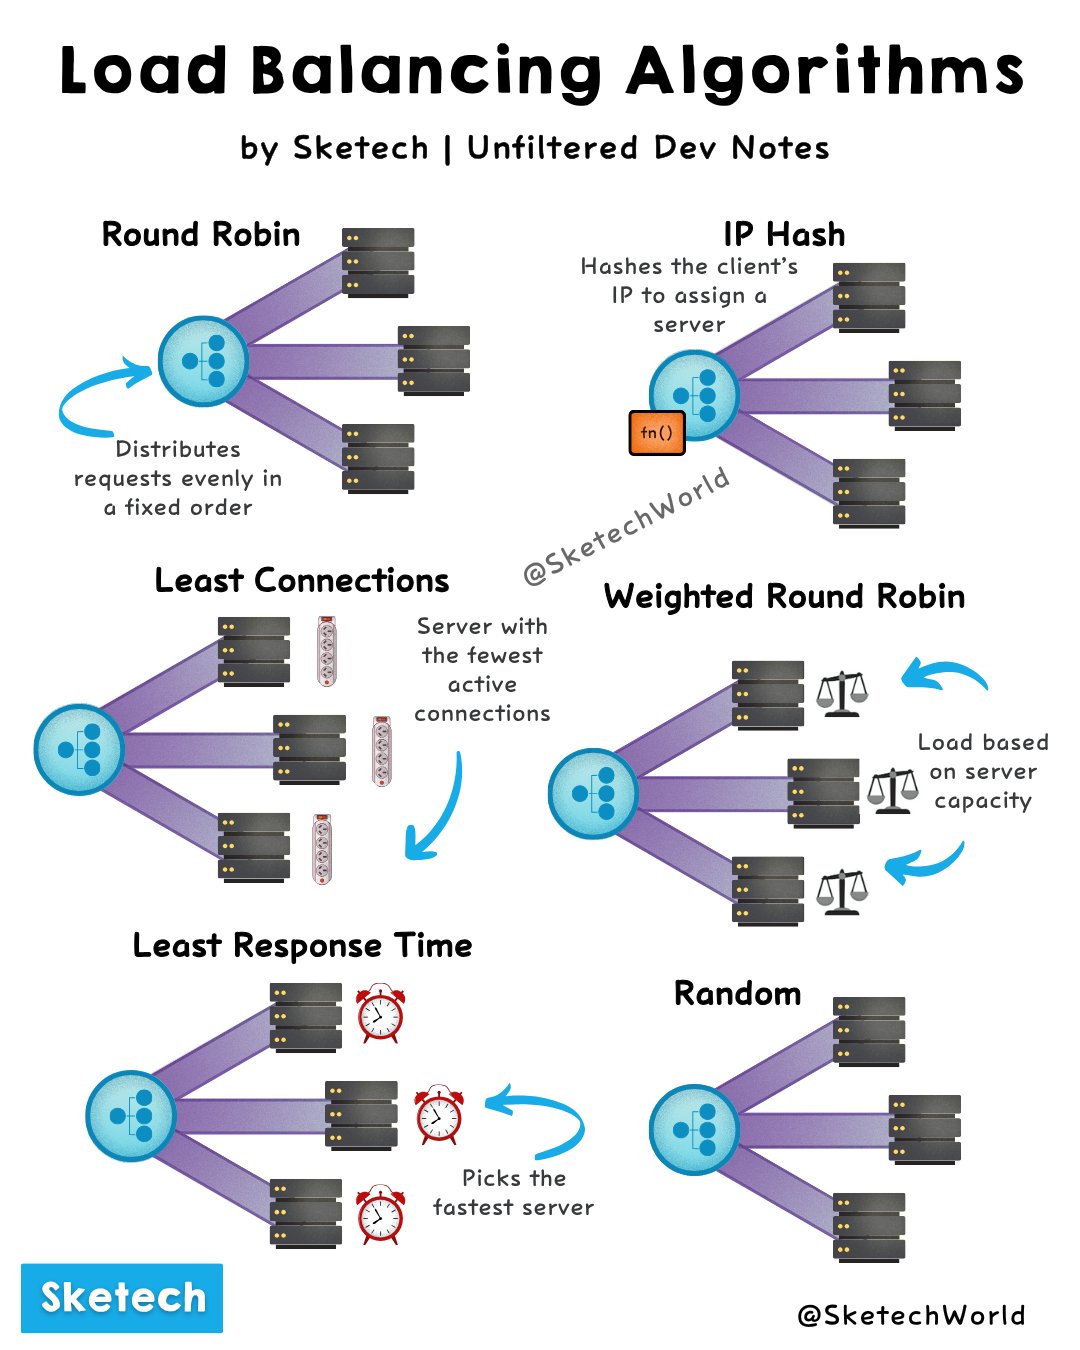 Load Balancing Algorithms
by Sketech | Unfiltered Dev Notes
Round Robin
Distributes
requests evenly in
a fixed order
IP Hash
Hashes the client's
IP to assign a
server
fn()
@SketechWorld
Least Connections
Server with
the fewest
active
connections
Weighted Round Robin
Load based
on server
capacity
Least Response Time
Picks the
fastest server
Random
Sketech
@SketechWorld